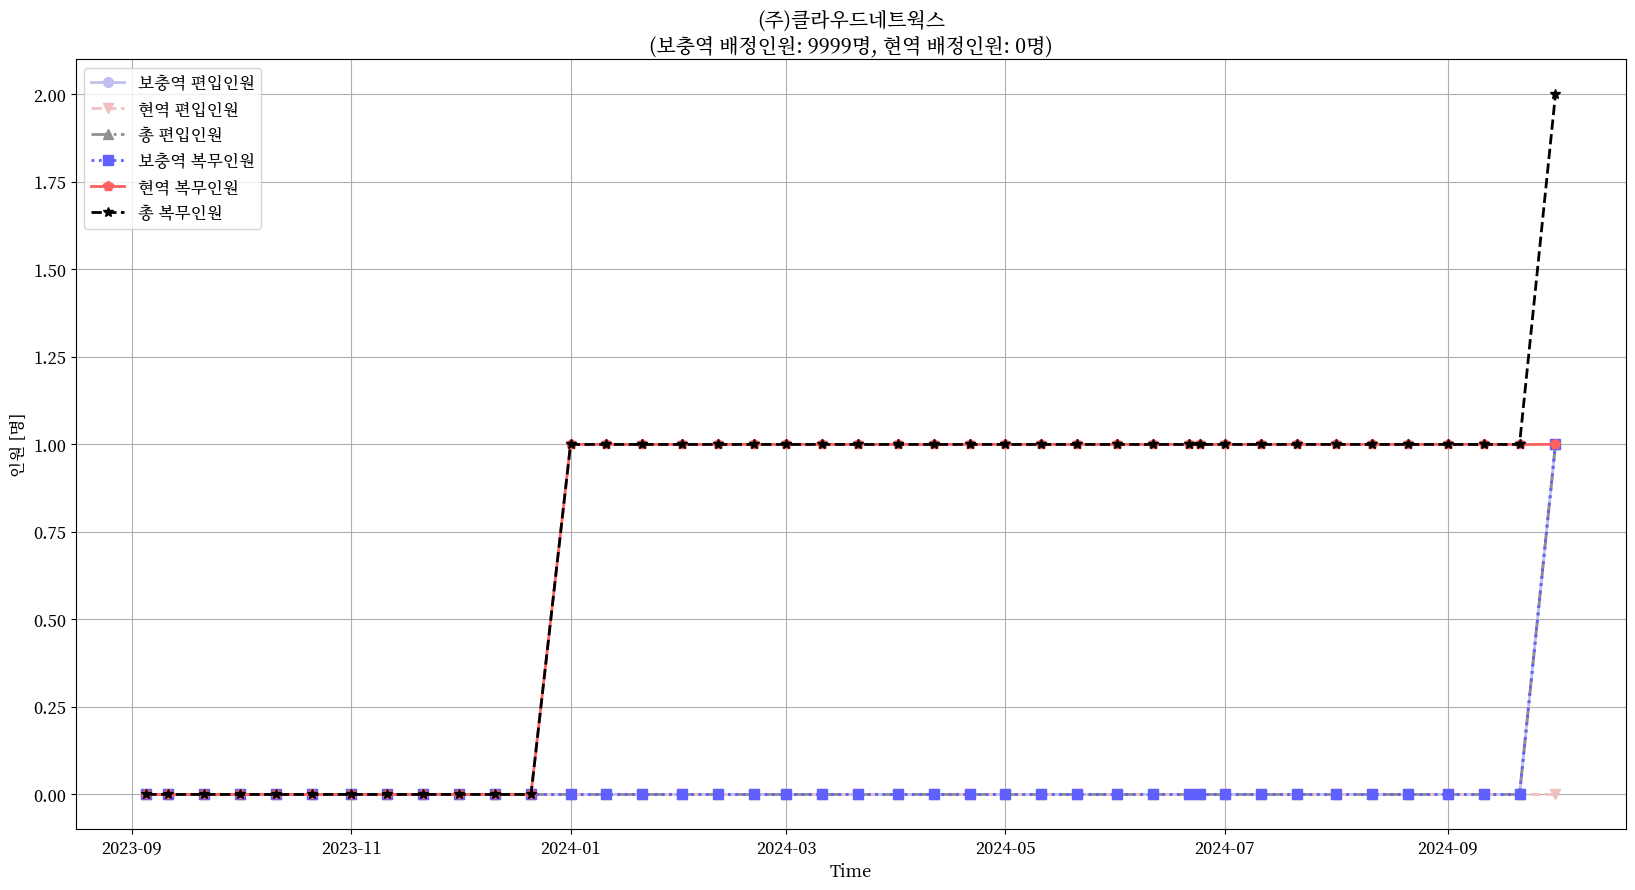 (주)클라우드네트웍스
(보충역 배정인원: 9999명, 현역 배정인원: 0명)
보충역 편입인원
현역 편입인원
총 편입인원
보충역 복무인원
현역 복무인원
총 복무인원
2.00
1.75
1.50
1.25
1.00
0.75
0.50
0.25
0.00
인원 [명]
2023-09
2023-11
2024-01
2024-03
2024-05
2024-07
2024-09
Time